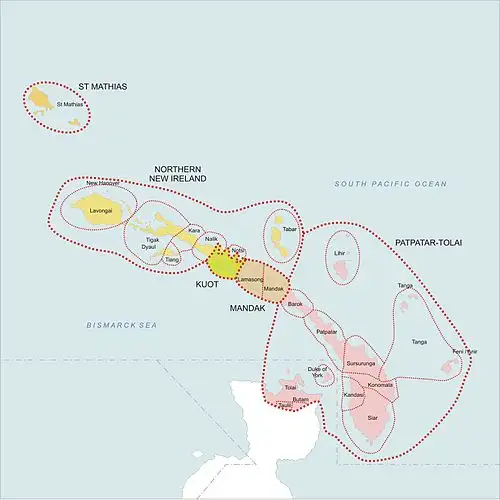 ST MATHIAS
St Mathias
NORTHERN
NEW IRELAND
New Hanover
SOUTH PACIFIC OCEAN
Lavongai
Tabar
Kara
Nalik
Notsi
Tigak
Dyaul
Tiang
PATPATAR-TOLAI
Lihir
KUOT
Lamasong
Mandak
MANDAK
Barok
Tanga
BISMARCK SEA
Patpatar
Tanga
Feni / Anir
Sursurunga
Duke of
York
Konomala
Kandas
Tolai
Butam
Taulil
Siar